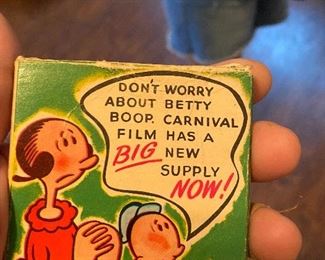 DON'T WORRY
ABOUT BETTY
BOOP. CARNIVAL
FILM HAS A
BIG NEW
SUPPLY
NOW!